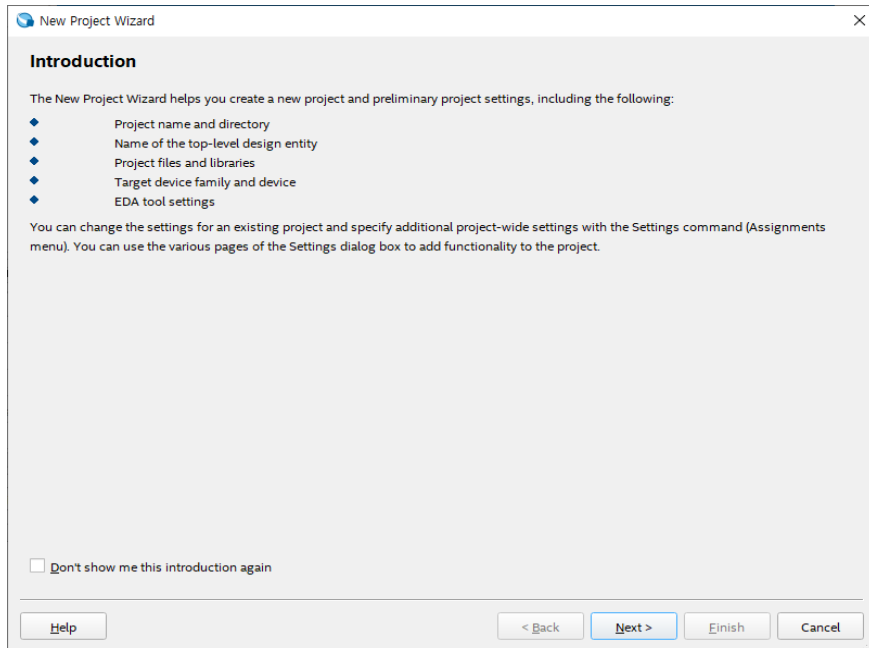 New Project Wizard
Introduction
The New Project Wizard helps you create a new project and preliminary project settings, including the following:
Project name and directory
Name of the top-level design entity
Project files and libraries
Target device family and device
EDA tool settings
You can change the settings for an existing project and specify additional project-wide settings with the Settings command (Assignments
menu). You can use the various pages of the Settings dialog box to add functionality to the project.
Don't show me this introduction again
Help
< Back
Next >
Finish
Cancel